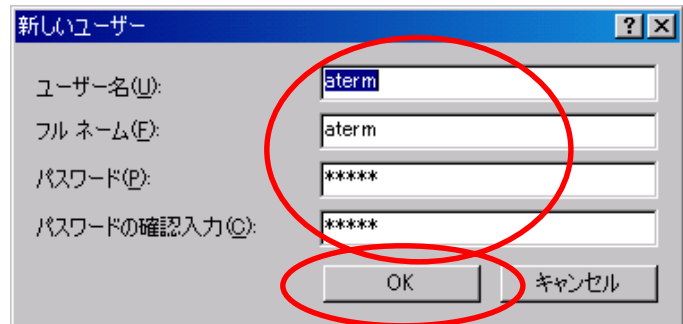 新しいユーザー
ユーザー名(U): aterm
フル ネーム(F): aterm
パスワード(P): *****
パスワードの確認入力(C): *****
OK キャンセル